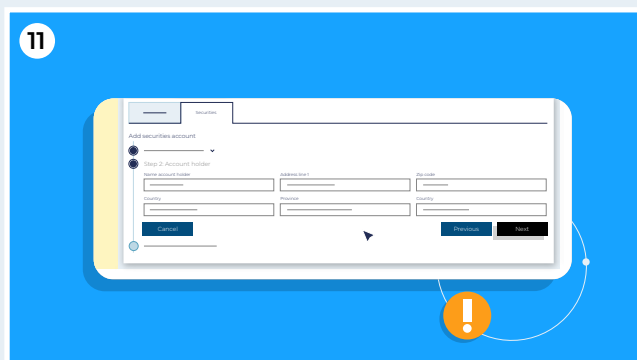 11
Securities
Add securities account
Step 2: Account holder
Name account holder Address line 1 Zip code
Country Province Country
Cancel Previous Next
!